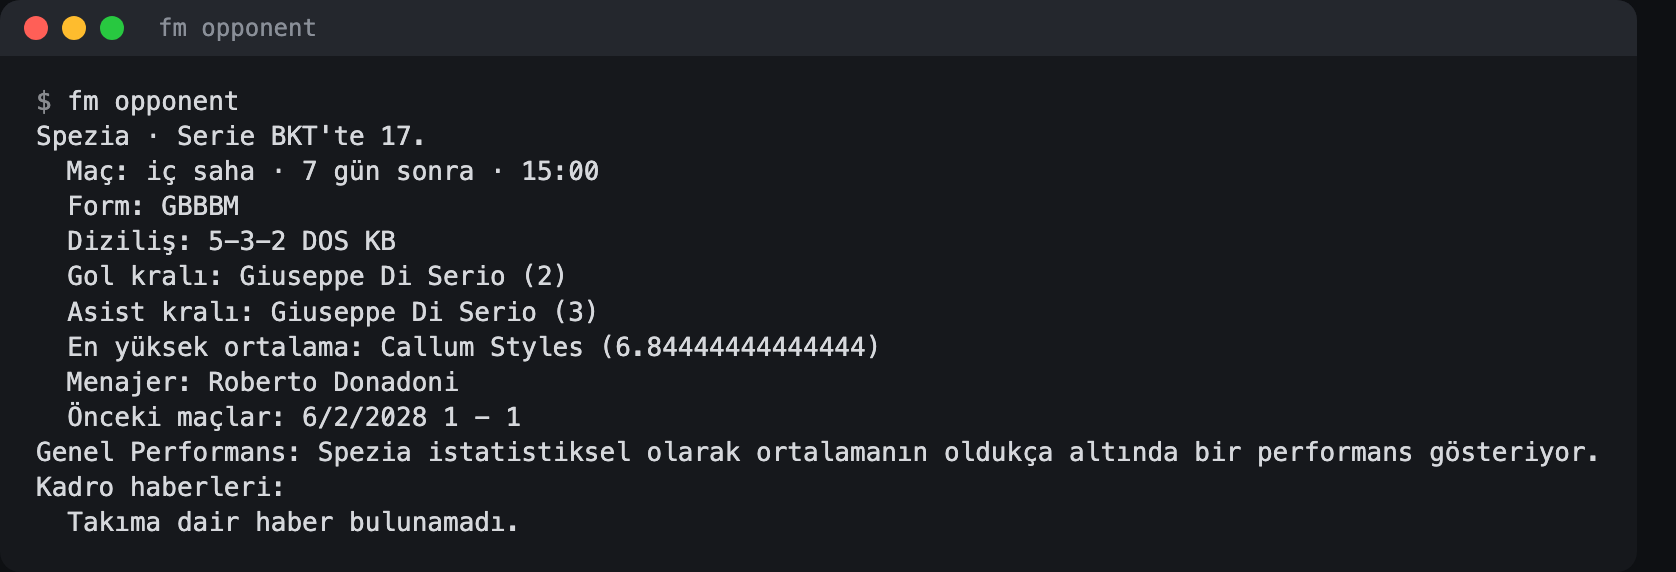 fm opponent
$ fm opponent
Spezia · Serie BKT'te 17.
Maç: iç saha · 7 gün sonra · 15:00
Form: GBBBM
Diziliş: 5-3-2 DOS KB
Gol kralı: Giuseppe Di Serio (2)
Asist kralı: Giuseppe Di Serio (3)
En yüksek ortalama: Callum Styles (6.84444444444444)
Menajer: Roberto Donadoni
Önceki maçlar: 6/2/2028 1 - 1
Genel Performans: Spezia istatistiksel olarak ortalamanın oldukça altında bir performans gösteriyor.
Kadro haberleri:
Takıma dair haber bulunamadı.